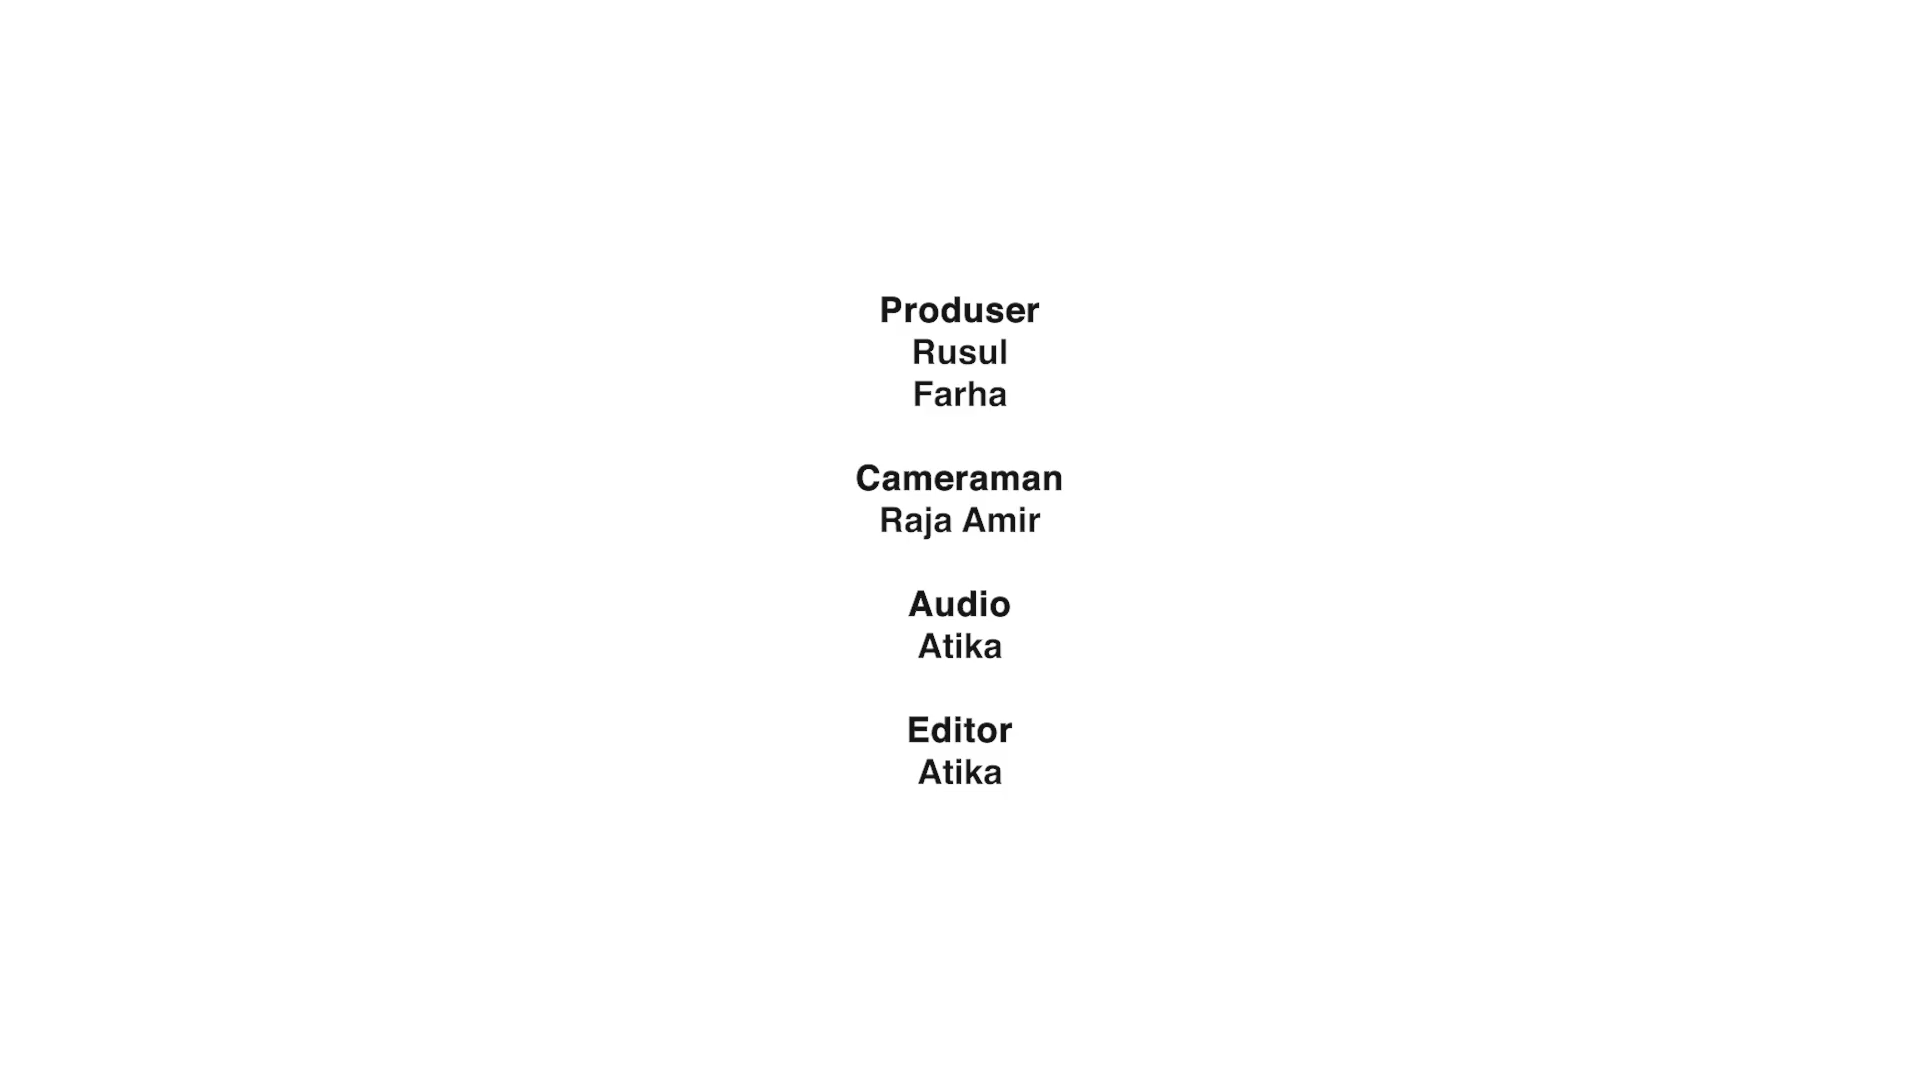 Produser
Rusul
Farha
Cameraman
Raja Amir
Audio
Atika
Editor
Atika